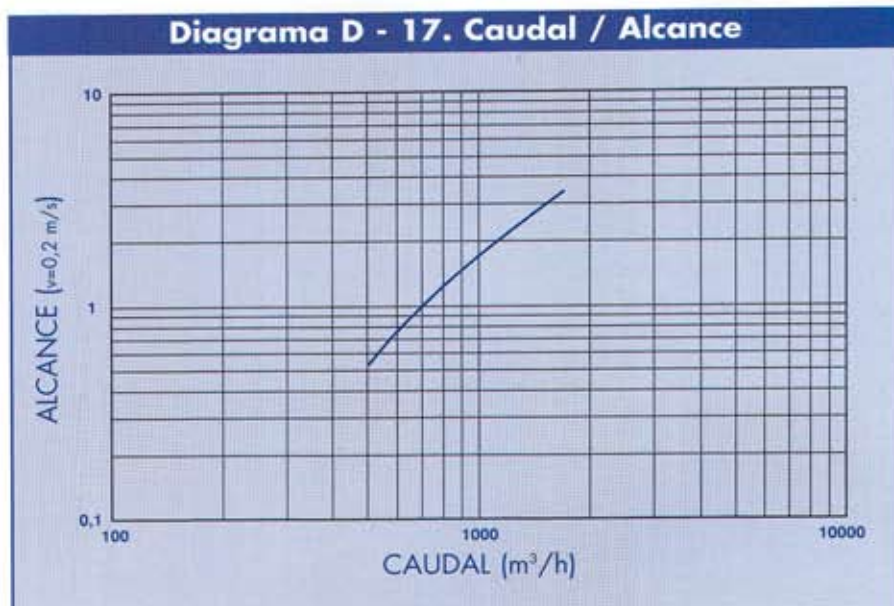 Diagrama D - 17. Caudal / Alcance
10
ALCANCE (v=0,2 m/s)
1
0,1
100
1000
10000
CAUDAL (m³/h)